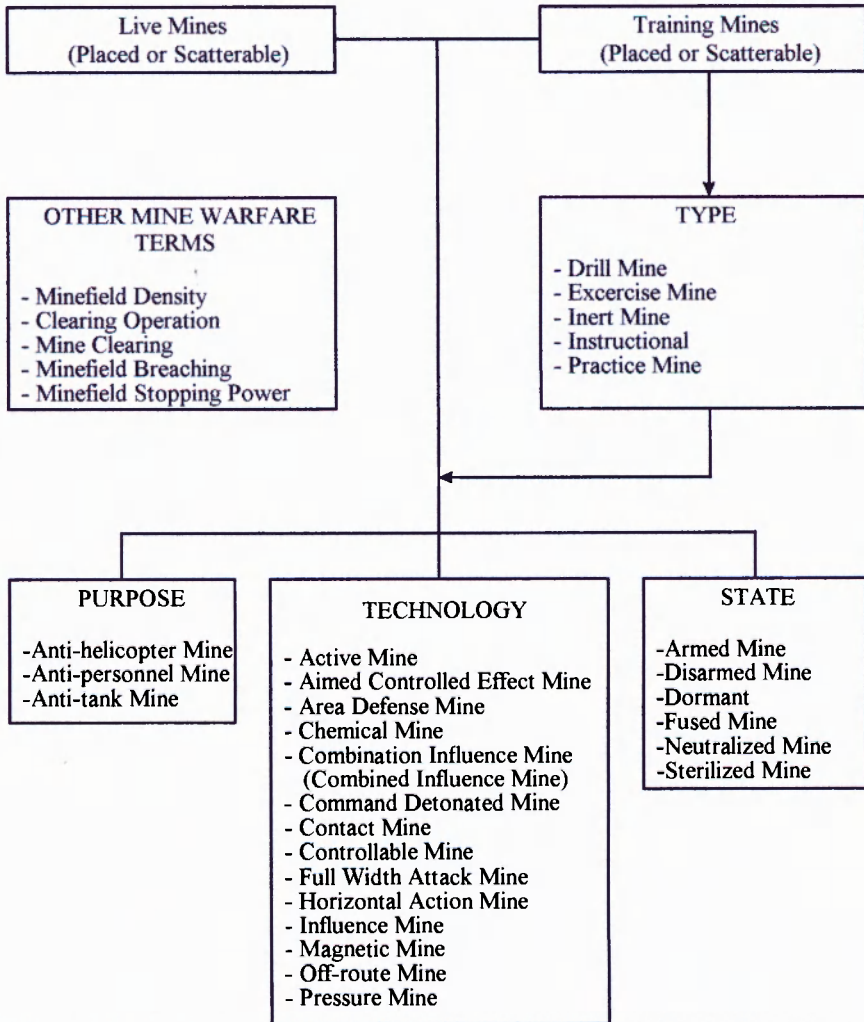 Live Mines
(Placed or Scatterable)
Training Mines
(Placed or Scatterable)
OTHER MINE WARFARE
TERMS
- Minefield Density
- Clearing Operation
- Mine Clearing
- Minefield Breaching
- Minefield Stopping Power
TYPE
- Drill Mine
- Excercise Mine
- Inert Mine
- Instructional
- Practice Mine
PURPOSE
-Anti-helicopter Mine
-Anti-personnel Mine
-Anti-tank Mine
TECHNOLOGY
- Active Mine
- Aimed Controlled Effect Mine
- Area Defense Mine
- Chemical Mine
- Combination Influence Mine
(Combined Influence Mine)
- Command Detonated Mine
- Contact Mine
- Controllable Mine
- Full Width Attack Mine
- Horizontal Action Mine
- Influence Mine
- Magnetic Mine
- Off-route Mine
- Pressure Mine
STATE
-Armed Mine
-Disarmed Mine
-Dormant
-Fused Mine
-Neutralized Mine
-Sterilized Mine